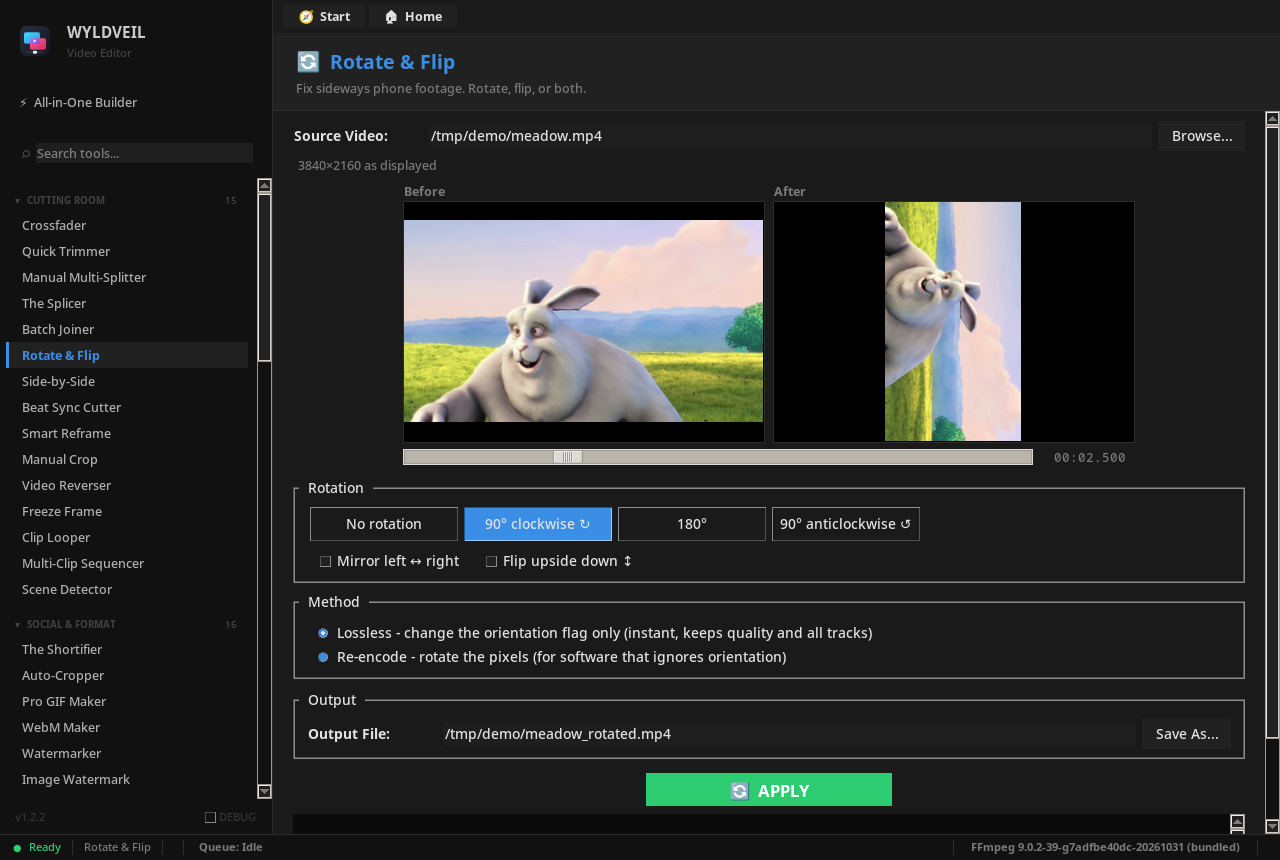 WYLDVEIL
Video Editor
⚡ All-in-One Builder
Search tools...
▾ CUTTING ROOM 15
Crossfader
Quick Trimmer
Manual Multi-Splitter
The Splicer
Batch Joiner
Rotate & Flip
Side-by-Side
Beat Sync Cutter
Smart Reframe
Manual Crop
Video Reverser
Freeze Frame
Clip Looper
Multi-Clip Sequencer
Scene Detector
▾ SOCIAL & FORMAT 16
The Shortifier
Auto-Cropper
Pro GIF Maker
WebM Maker
Watermarker
Image Watermark
v1.2.2 DEBUG
🧭 Start 🏠 Home
🔄 Rotate & Flip
Fix sideways phone footage. Rotate, flip, or both.
Source Video: /tmp/demo/meadow.mp4 Browse...
3840×2160 as displayed
Before After
00:02.500
Rotation
No rotation 90° clockwise ↻ 180° 90° anticlockwise ↺
Mirror left ↔ right Flip upside down ↕
Method
Lossless - change the orientation flag only (instant, keeps quality and all tracks)
Re-encode - rotate the pixels (for software that ignores orientation)
Output
Output File: /tmp/demo/meadow_rotated.mp4 Save As...
🔄 APPLY
● Ready Rotate & Flip Queue: Idle FFmpeg 9.0.2-39-g7adfbe40dc-20261031 (bundled)